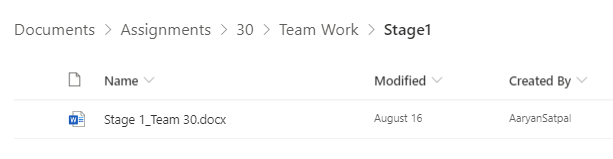 Documents > Assignments > 30 > Team Work > Stage1
Name Modified Created By
Stage 1_Team 30.docx August 16 AaryanSatpal